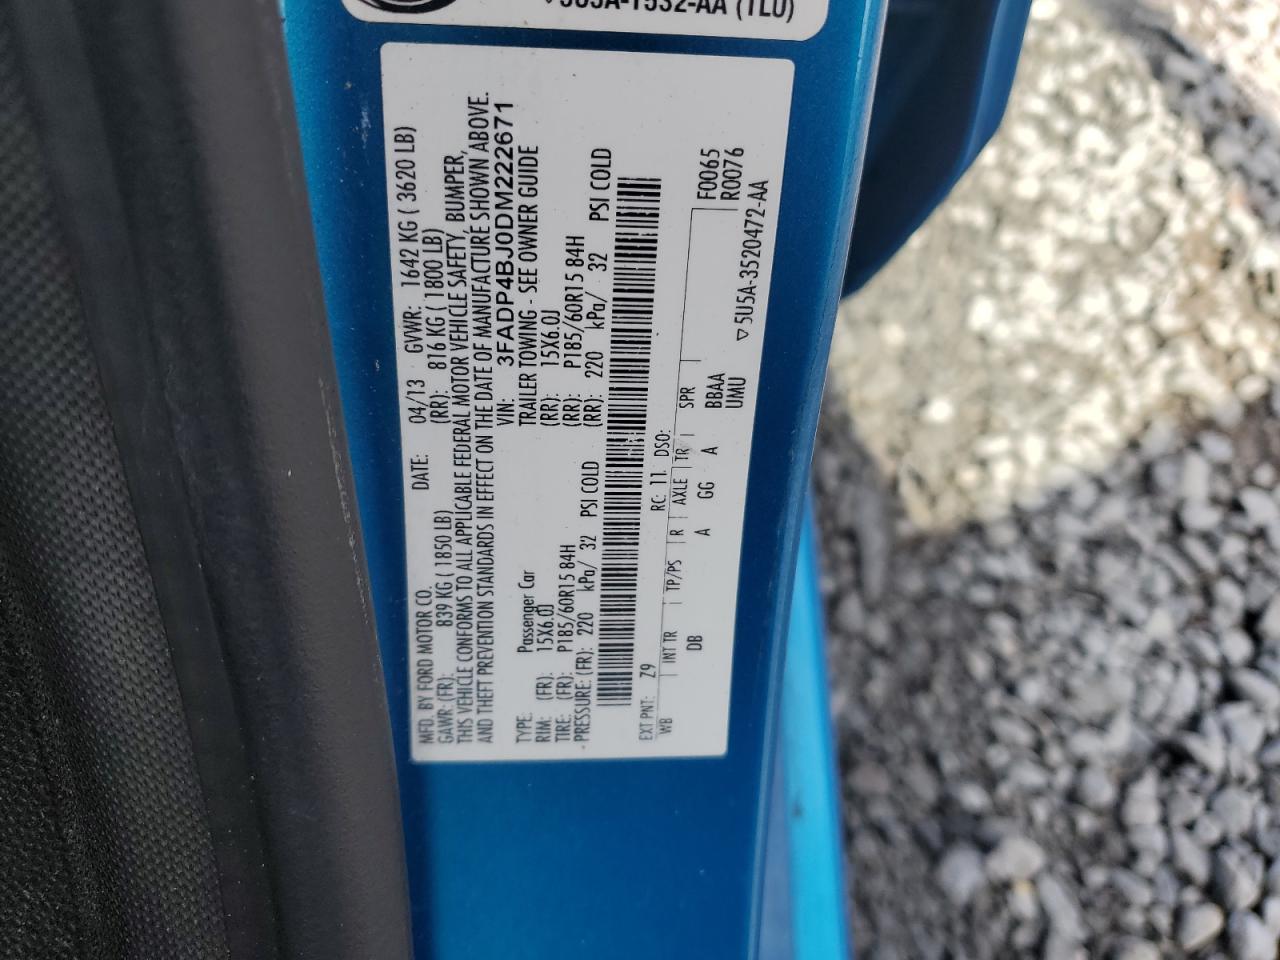 5U5A-1532-AA (TL0)
MFD. BY FORD MOTOR CO. DATE: 04/13 GVWR: 1642 KG ( 3620 LB)
GAWR: (FR): 839 KG ( 1850 LB) (RR): 816 KG ( 1800 LB)
THIS VEHICLE CONFORMS TO ALL APPLICABLE FEDERAL MOTOR VEHICLE SAFETY, BUMPER,
AND THEFT PREVENTION STANDARDS IN EFFECT ON THE DATE OF MANUFACTURE SHOWN ABOVE.
VIN: 3FADP4BJ0DM222671
TYPE: Passenger Car TRAILER TOWING - SEE OWNER GUIDE
RIM: (FR): 15X6.0J (RR): 15X6.0J
TIRE: (FR): P185/60R15 84H (RR): P185/60R15 84H
PRESSURE: (FR): 220 kPa/ 32 PSI COLD (RR): 220 kPa/ 32 PSI COLD
EXT PNT: Z9 RC: 11 DSO:
WB INT TR TP/PS R AXLE TR SPR F0065
DB A GG A BBAA R0076
UMU
▽5U5A-3520472-AA